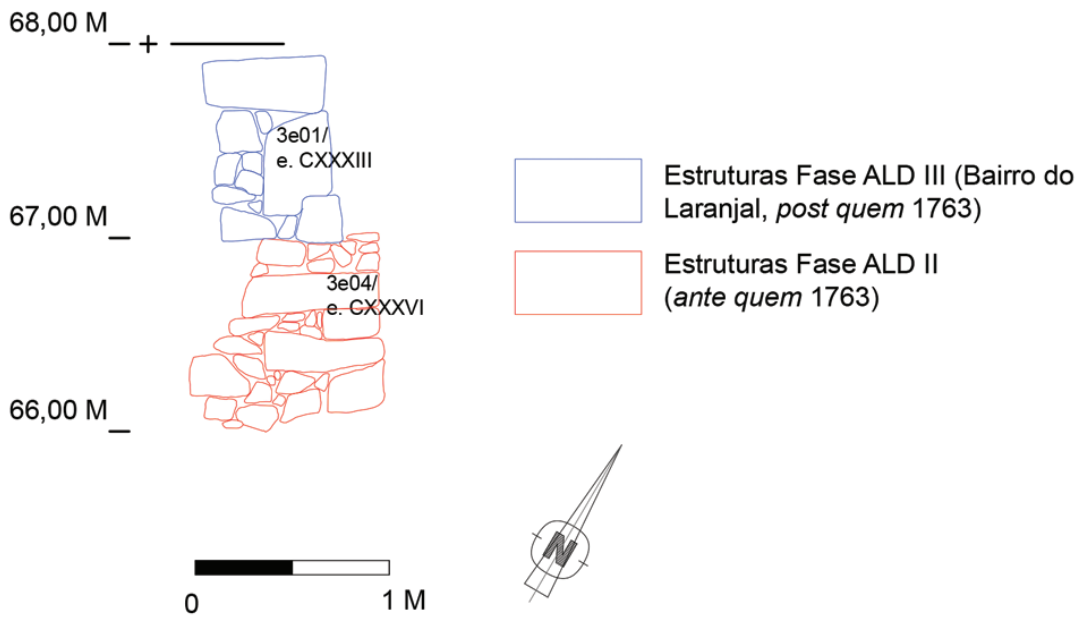 68,00 M
+
3e01/
e. CXXXIII
67,00 M
3e04/
e. CXXXVI
66,00 M
Estruturas Fase ALD III (Bairro do
Laranjal, post quem 1763)
Estruturas Fase ALD II
(ante quem 1763)
N
0 1 M